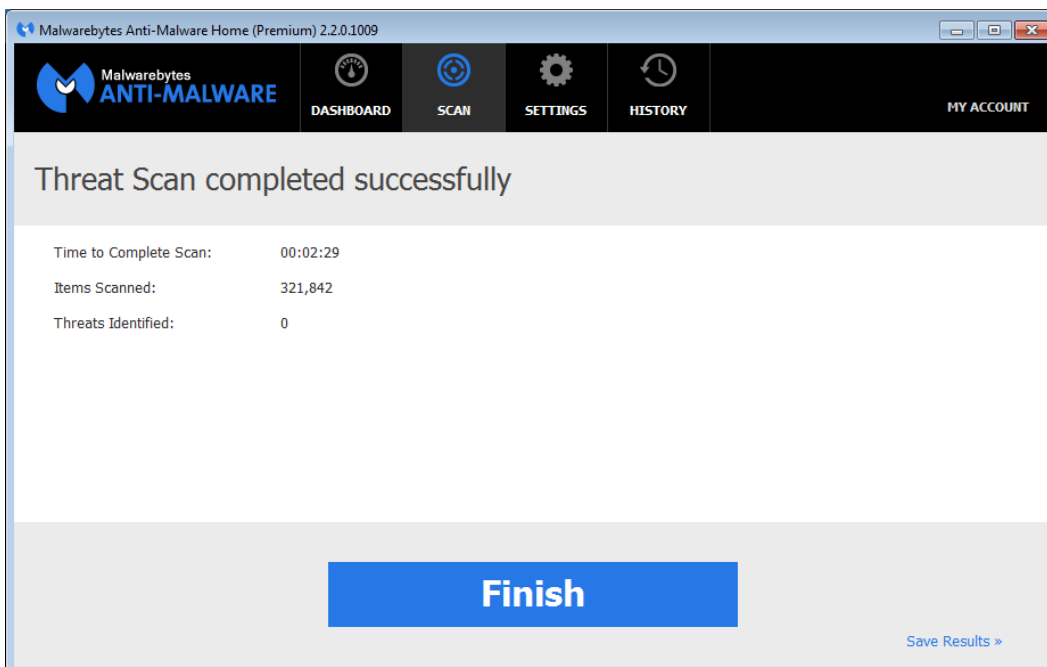 Malwarebytes Anti-Malware Home (Premium) 2.2.0.1009
Malwarebytes
ANTI-MALWARE
DASHBOARD SCAN SETTINGS HISTORY MY ACCOUNT
Threat Scan completed successfully
Time to Complete Scan: 00:02:29
Items Scanned: 321,842
Threats Identified: 0
Finish
Save Results »